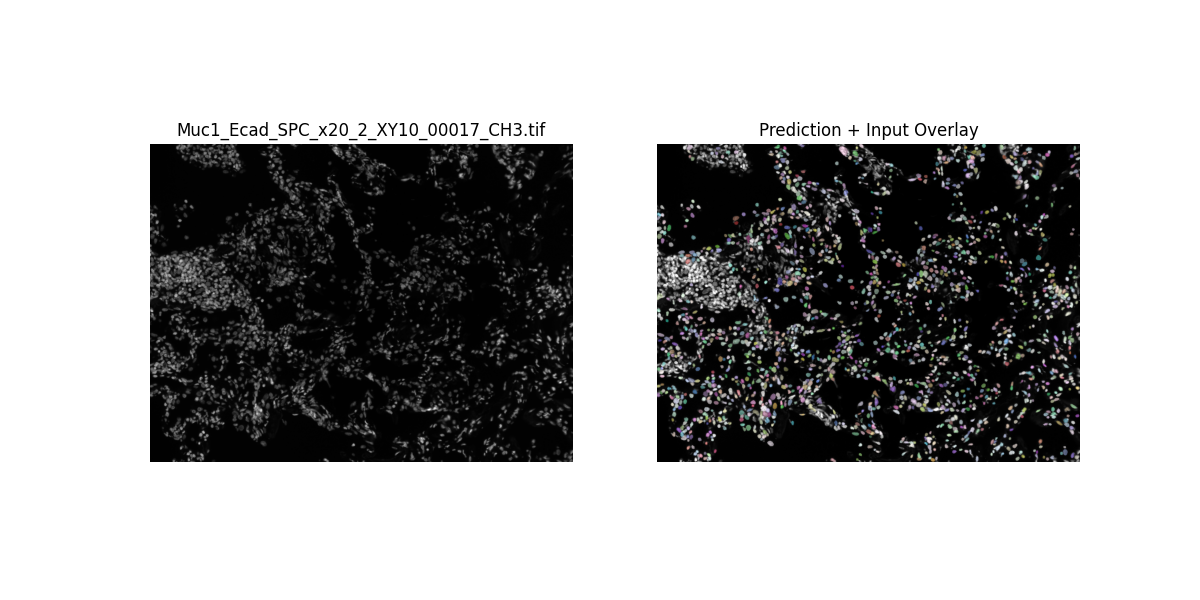 Muc1_Ecad_SPC_x20_2_XY10_00017_CH3.tif
Prediction + Input Overlay